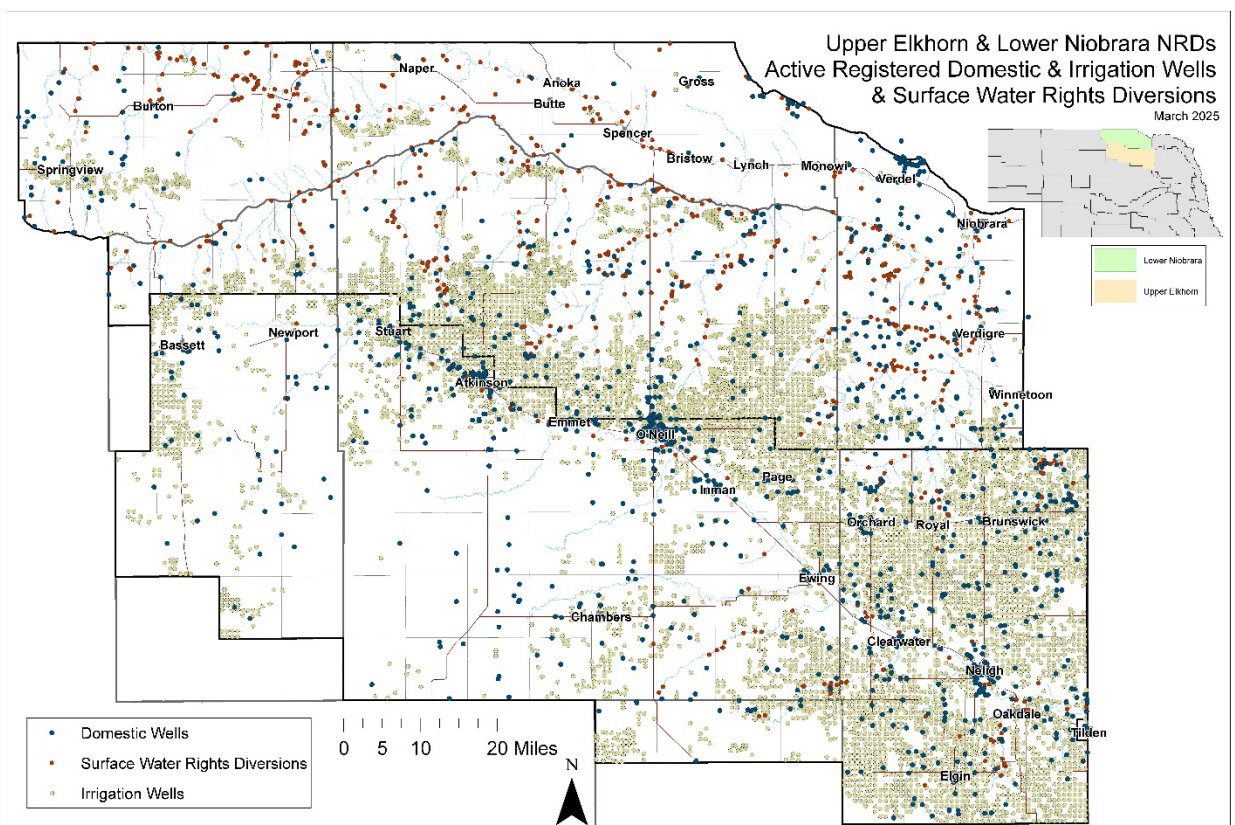 Upper Elkhorn & Lower Niobrara NRDs
Active Registered Domestic & Irrigation Wells
& Surface Water Rights Diversions
March 2025
Naper
Anoka
Gross
Burton
Butte
Spencer
Bristow
Lynch
Monowi
Springview
Verdel
Niobrara
Lower Niobrara
Upper Elkhorn
Newport
Stuart
Bassett
Verdigre
Atkinson
Winnetoon
Emmet
O'Neill
Inman
Page
Orchard
Royal
Brunswick
Ewing
Chambers
Clearwater
Neligh
Oakdale
Tilden
Elgin
Domestic Wells
Surface Water Rights Diversions
Irrigation Wells
0 5 10 20 Miles
N